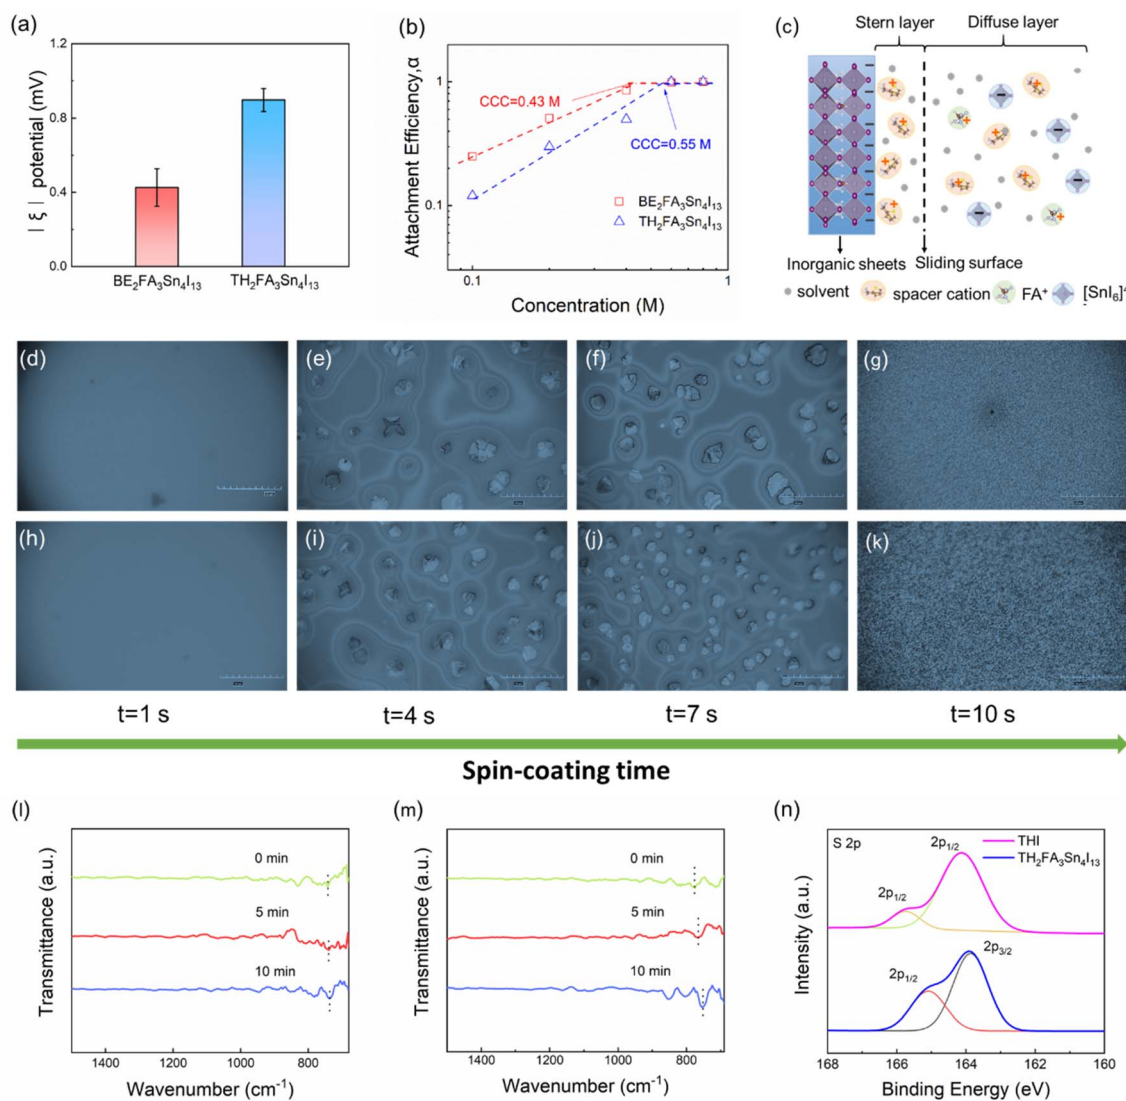 (a)
1.2
0.8
0.4
0.0
| ξ | potential (mV)
BE₂FA₃Sn₄I₁₃
TH₂FA₃Sn₄I₁₃
(b)
Attachment Efficiency,α
1
0.1
CCC=0.43 M
CCC=0.55 M
BE₂FA₃Sn₄I₁₃
TH₂FA₃Sn₄I₁₃
0.1
1
Concentration (M)
(c)
Stern layer
Diffuse layer
Inorganic sheets
Sliding surface
solvent
spacer cation
FA⁺
[SnI₆]⁴
(d)
(e)
(f)
(g)
(h)
(i)
(j)
(k)
t=1 s
t=4 s
t=7 s
t=10 s
Spin-coating time
(l)
Transmittance (a.u.)
0 min
5 min
10 min
1400
1200
1000
800
Wavenumber (cm⁻¹)
(m)
Transmittance (a.u.)
0 min
5 min
10 min
1400
1200
1000
800
Wavenumber (cm⁻¹)
(n)
Intensity (a.u.)
S 2p
2p₁/₂
2p₁/₂
THI
TH₂FA₃Sn₄I₁₃
2p₁/₂
2p₃/₂
168
166
164
162
160
Binding Energy (eV)